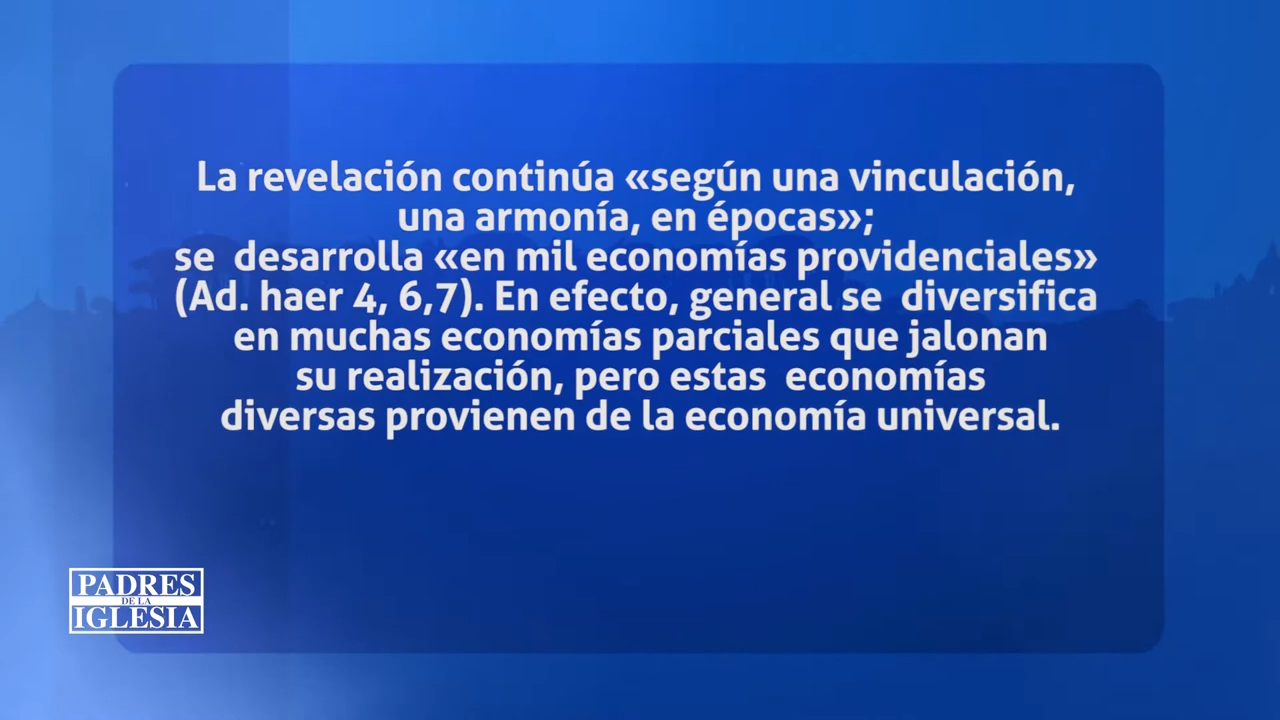 La revelación continúa «según una vinculación,
una armonía, en épocas»;
se desarrolla «en mil economías providenciales»
(Ad. haer 4, 6,7). En efecto, general se diversifica
en muchas economías parciales que jalonan
su realización, pero estas economías
diversas provienen de la economía universal.
PADRES
DE LA
IGLESIA